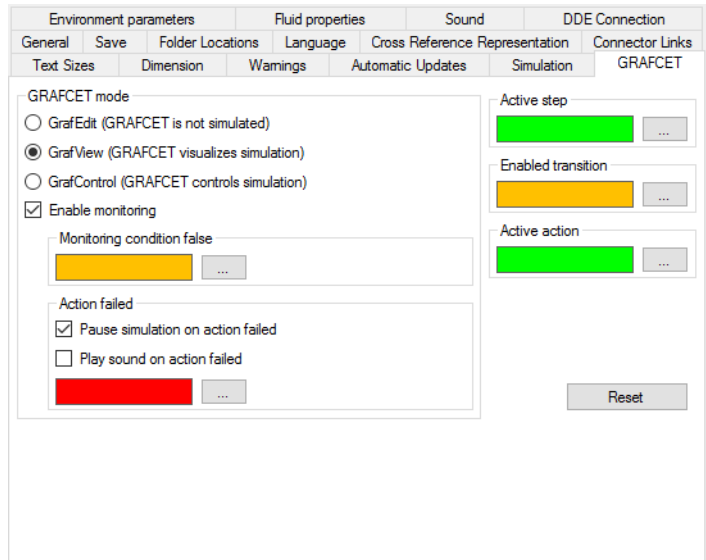 Environment parameters Fluid properties Sound DDE Connection
General Save Folder Locations Language Cross Reference Representation Connector Links
Text Sizes Dimension Warnings Automatic Updates Simulation GRAFCET
GRAFCET mode
GrafEdit (GRAFCET is not simulated)
GrafView (GRAFCET visualizes simulation)
GrafControl (GRAFCET controls simulation)
Enable monitoring
Monitoring condition false
...
Action failed
Pause simulation on action failed
Play sound on action failed
...
Active step
...
Enabled transition
...
Active action
...
Reset